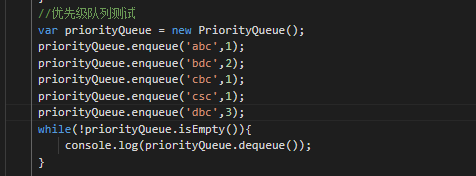 //优先级队列测试
var priorityQueue = new PriorityQueue();
priorityQueue.enqueue('abc',1);
priorityQueue.enqueue('bdc',2);
priorityQueue.enqueue('cbc',1);
priorityQueue.enqueue('csc',1);
priorityQueue.enqueue('dbc',3);
while(!priorityQueue.isEmpty()){
console.log(priorityQueue.dequeue());
}